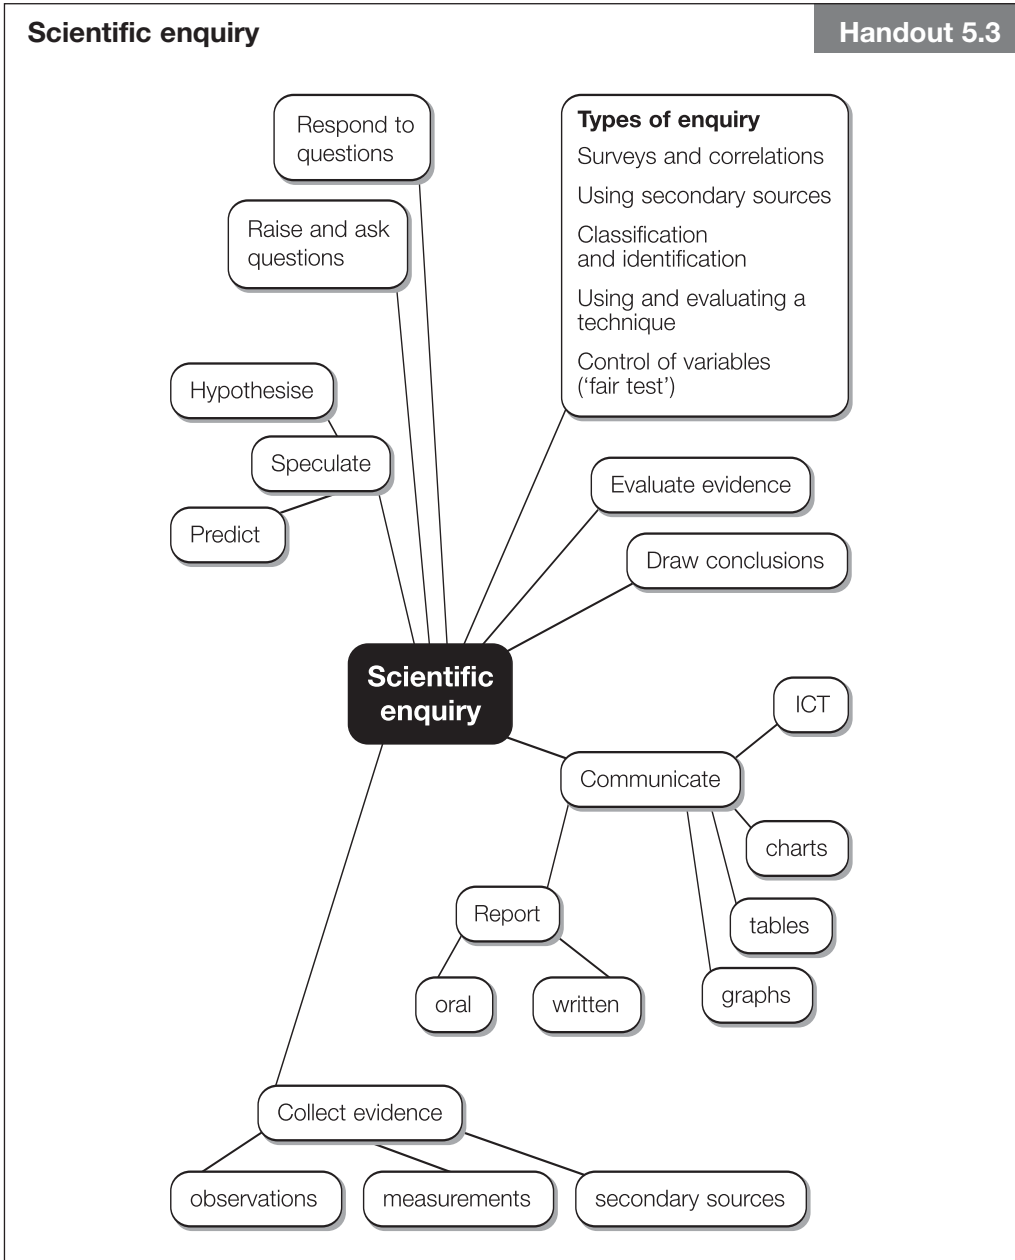 Scientific enquiry
Handout 5.3
Respond to
questions
Raise and ask
questions
Hypothesise
Speculate
Predict
Types of enquiry
Surveys and correlations
Using secondary sources
Classification
and identification
Using and evaluating a
technique
Control of variables
(‘fair test’)
Evaluate evidence
Draw conclusions
Scientific
enquiry
ICT
Communicate
charts
Report
tables
graphs
oral
written
Collect evidence
observations
measurements
secondary sources